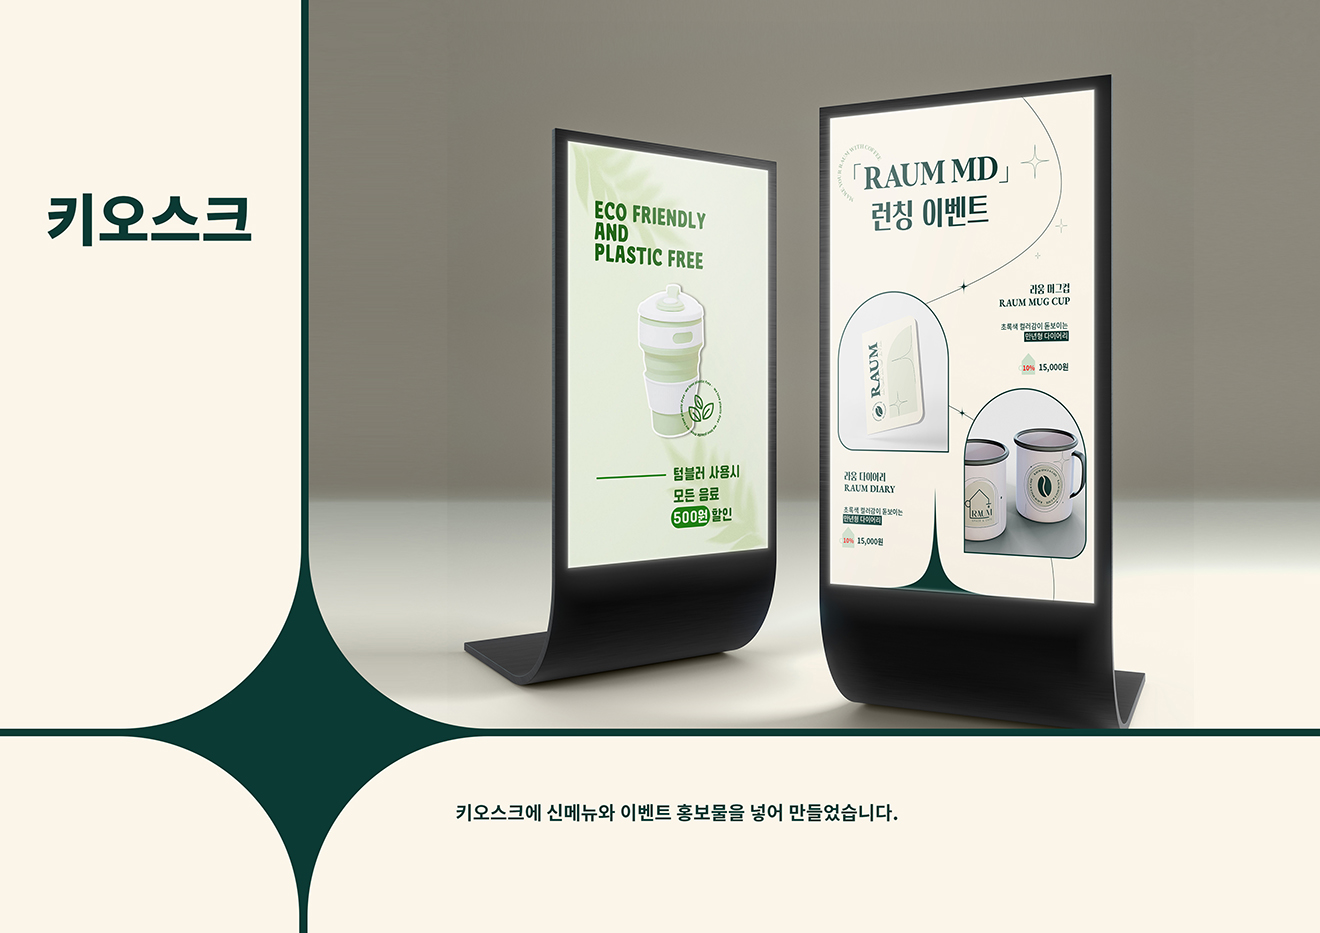 키오스크
ECO FRIENDLY
AND
PLASTIC FREE
텀블러 사용시
모든 음료
500원 할인
MAKE YOUR RAUM WITH COFFEE
「RAUM MD」
런칭 이벤트
라움 머그컵
RAUM MUG CUP
초록색 컬러감이 돋보이는
만년형 다이어리
10% 15,000원
RAUM
RM.M
라움 다이어리
RAUM DIARY
초록색 컬러감이 돋보이는
만년형 다이어리
10% 15,000원
키오스크에 신메뉴와 이벤트 홍보물을 넣어 만들었습니다.